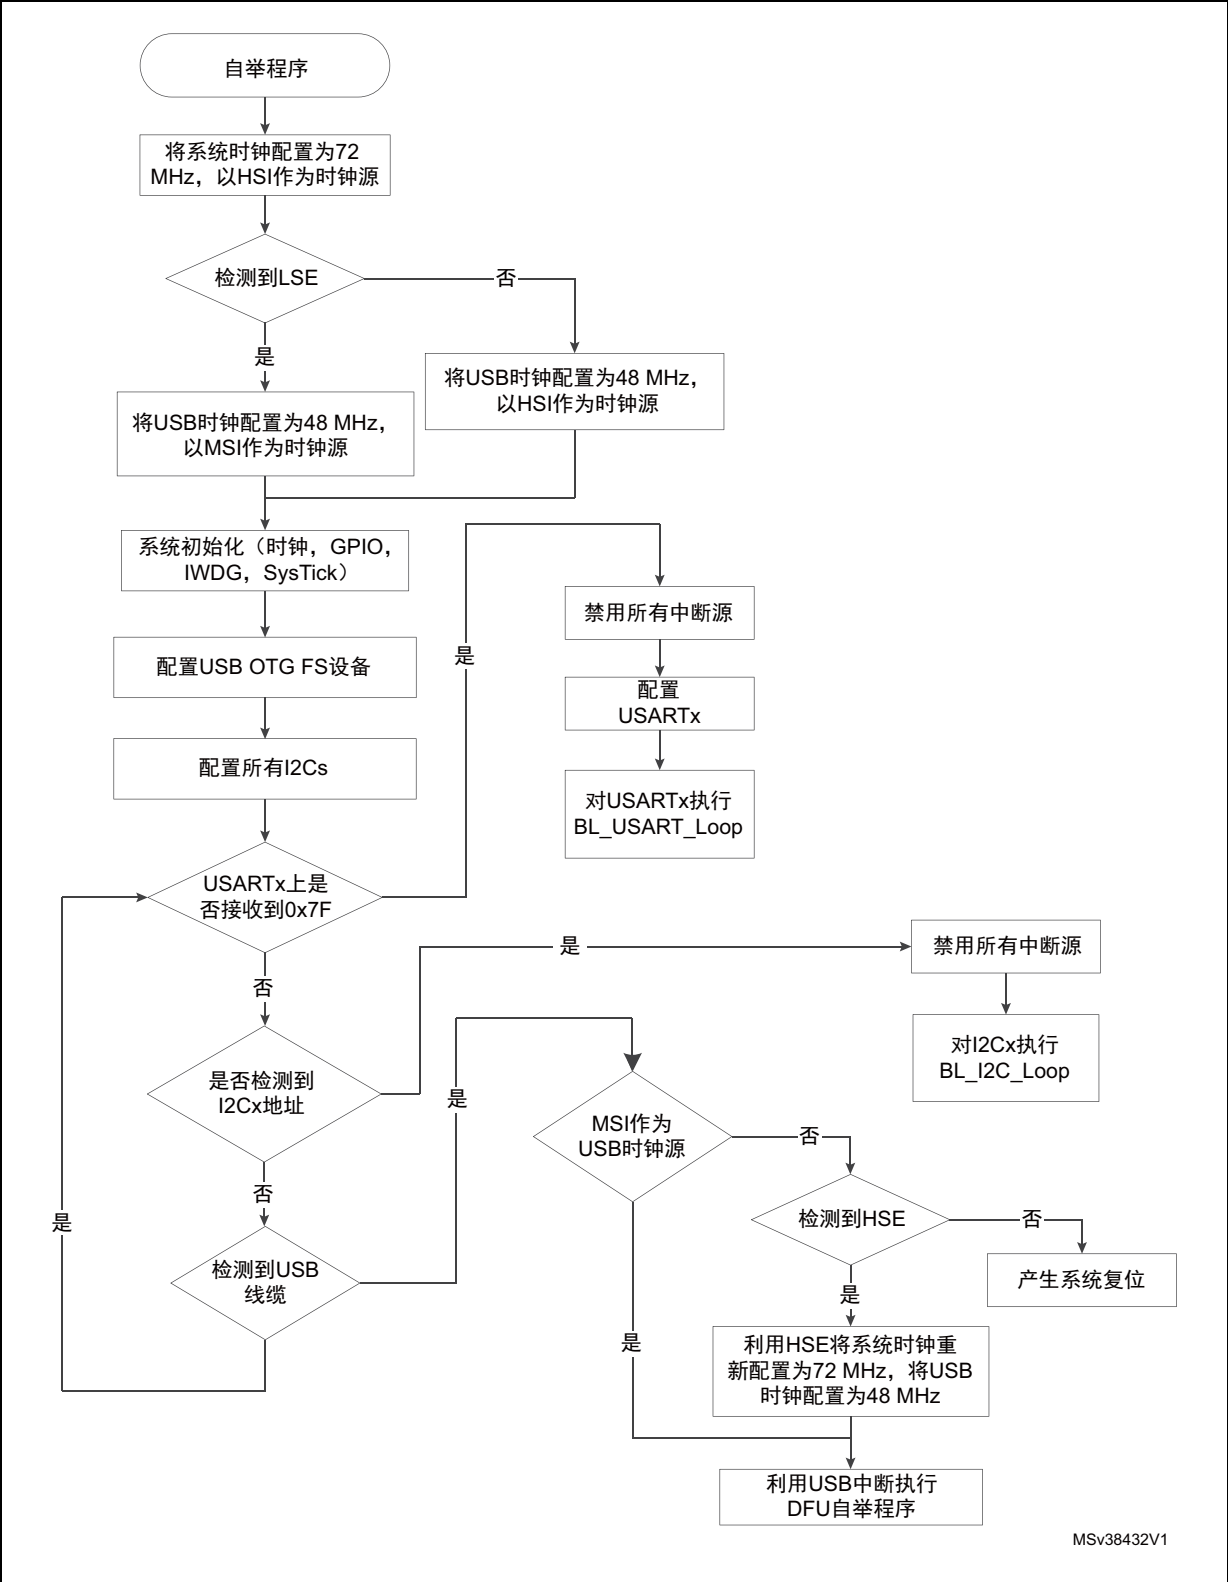 自举程序
将系统时钟配置为72
MHz，以HSI作为时钟源
检测到LSE
否
是
将USB时钟配置为48 MHz，
以HSI作为时钟源
将USB时钟配置为48 MHz，
以MSI作为时钟源
系统初始化（时钟，GPIO，
IWDG，SysTick）
禁用所有中断源
配置USB OTG FS设备
是
配置
USARTx
配置所有I2Cs
对USARTx执行
BL_USART_Loop
USARTx上是
否接收到0x7F
是
禁用所有中断源
否
对I2Cx执行
BL_I2C_Loop
是否检测到
I2Cx地址
是
MSI作为
USB时钟源
否
否
是
检测到HSE
否
检测到USB
线缆
产生系统复位
是
是
利用HSE将系统时钟重
新配置为72 MHz，将USB
时钟配置为48 MHz
利用USB中断执行
DFU自举程序
MSv38432V1